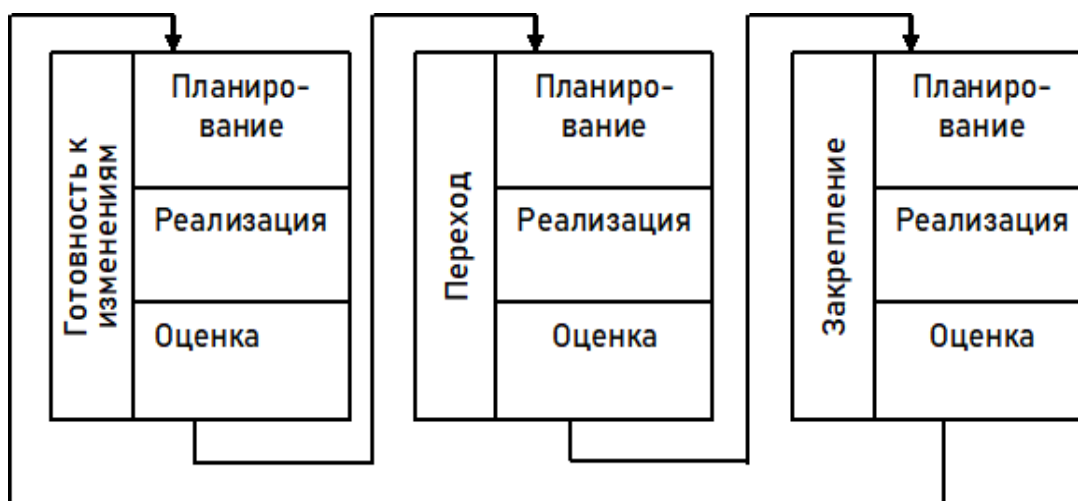 Готовность к
изменениям
Планиро-
вание
Реализация
Оценка
Переход
Планиро-
вание
Реализация
Оценка
Закрепление
Планиро-
вание
Реализация
Оценка